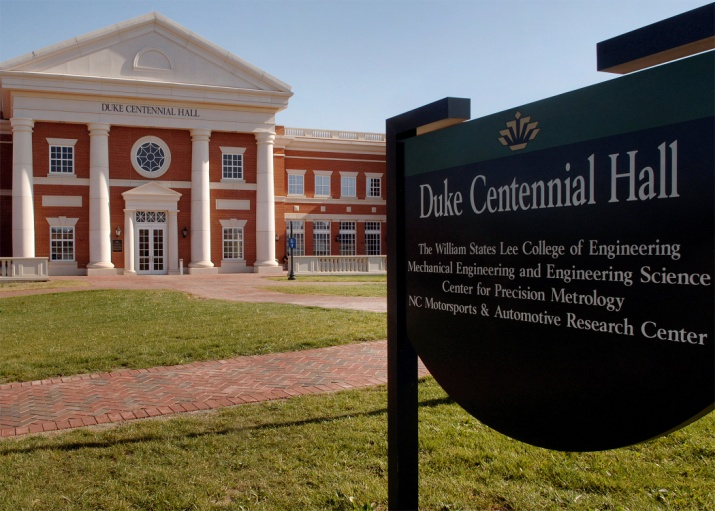 DUKE CENTENNIAL HALL
Duke Centennial Hall
The William States Lee College of Engineering
Mechanical Engineering and Engineering Science
Center for Precision Metrology
NC Motorsports & Automotive Research Center